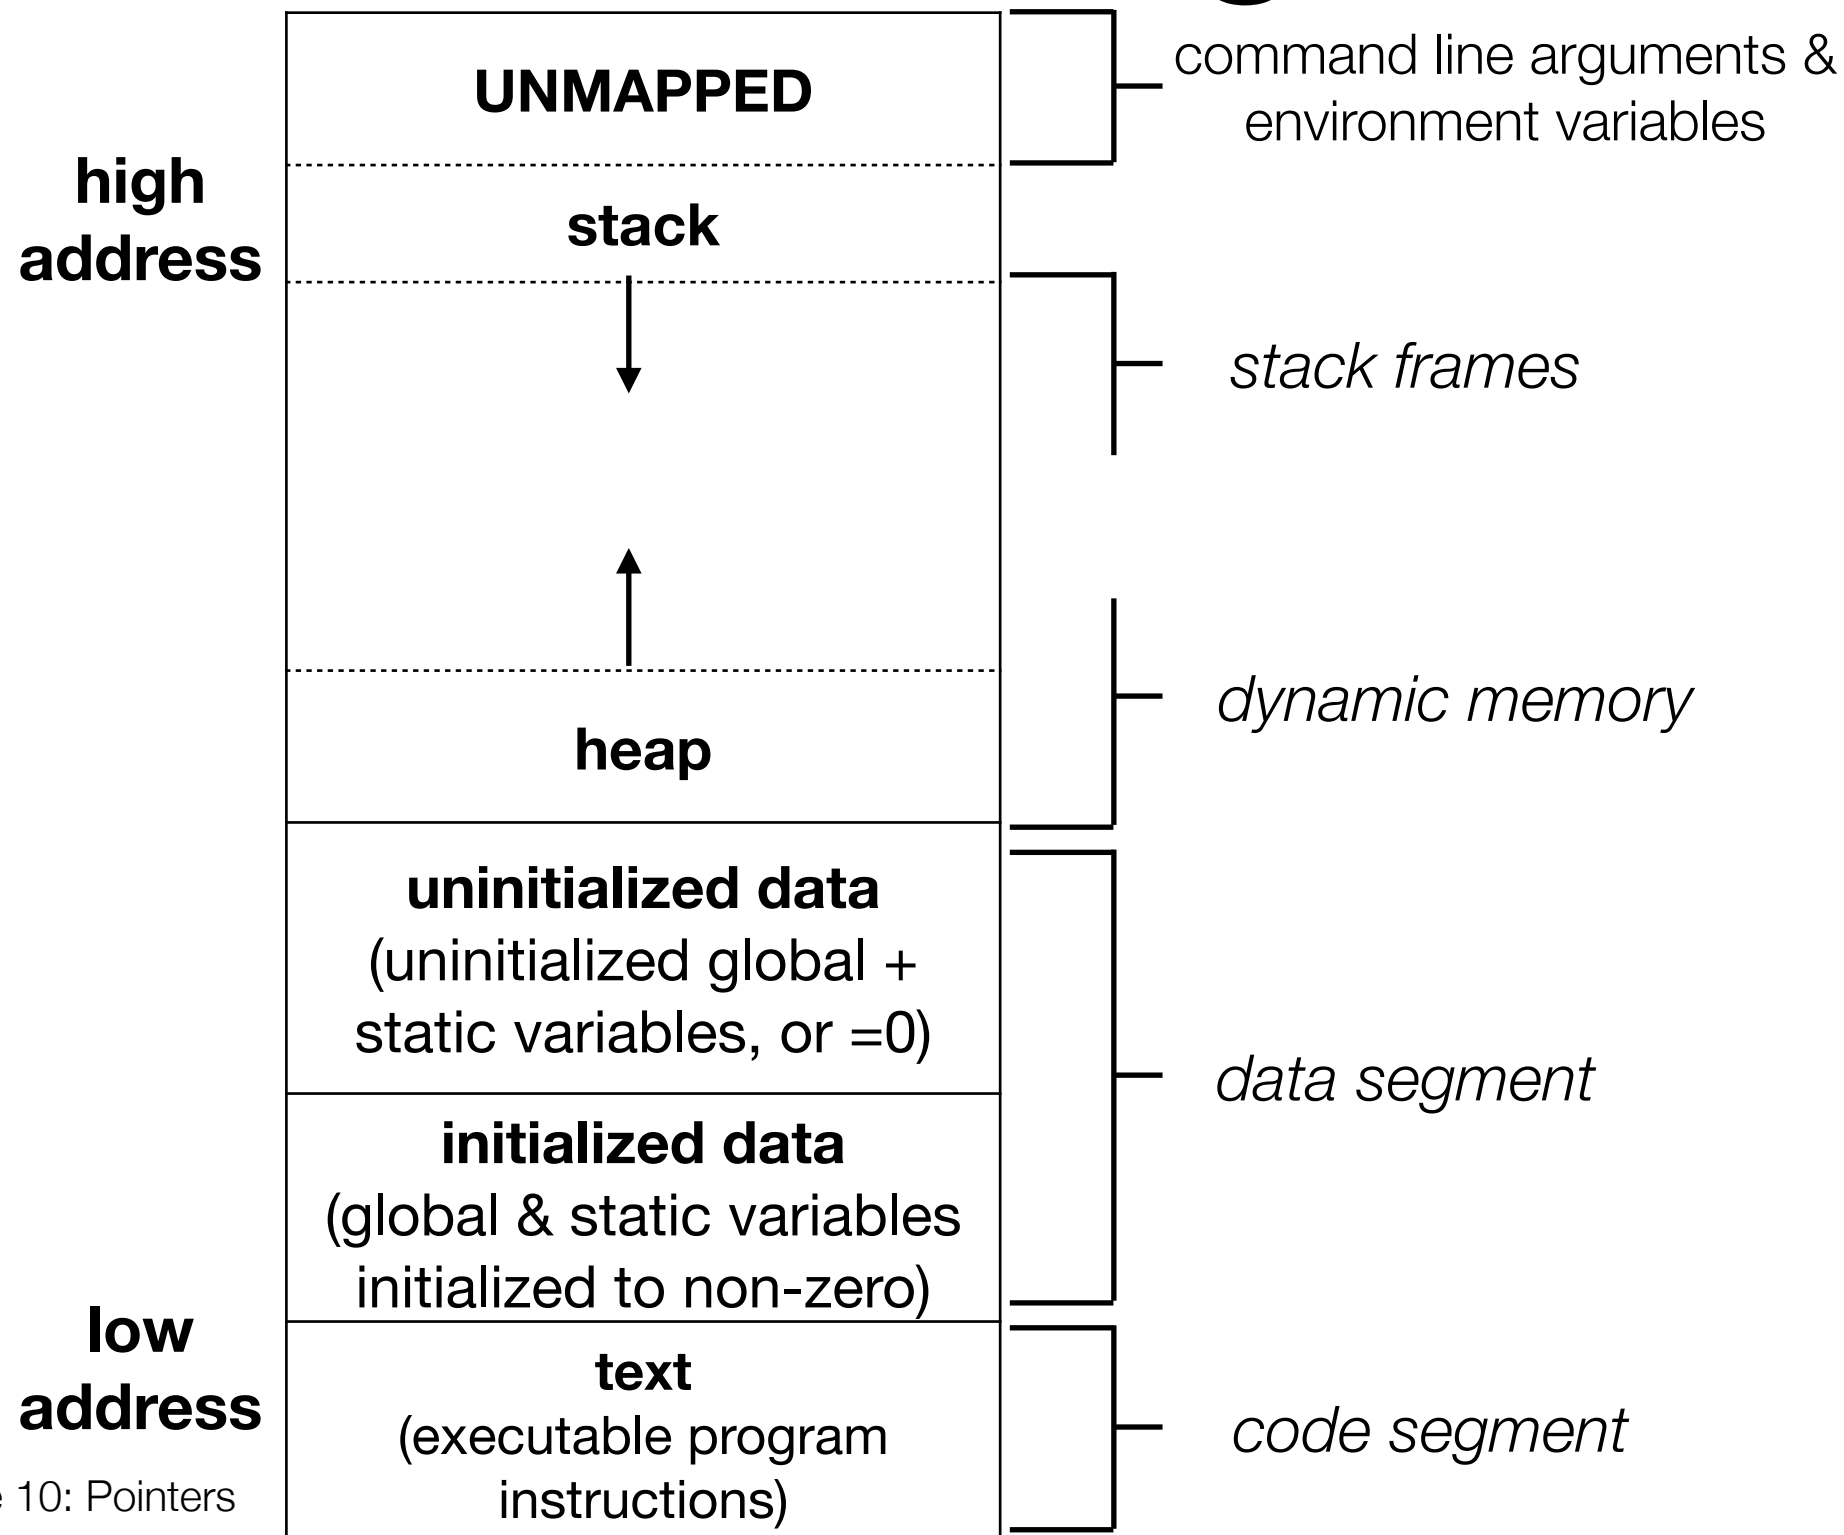 UNMAPPED
command line arguments &
environment variables
high
address
stack
stack frames
dynamic memory
heap
uninitialized data
(uninitialized global +
static variables, or =0)
data segment
initialized data
(global & static variables
initialized to non-zero)
low
address
text
(executable program
instructions)
code segment
10: Pointers